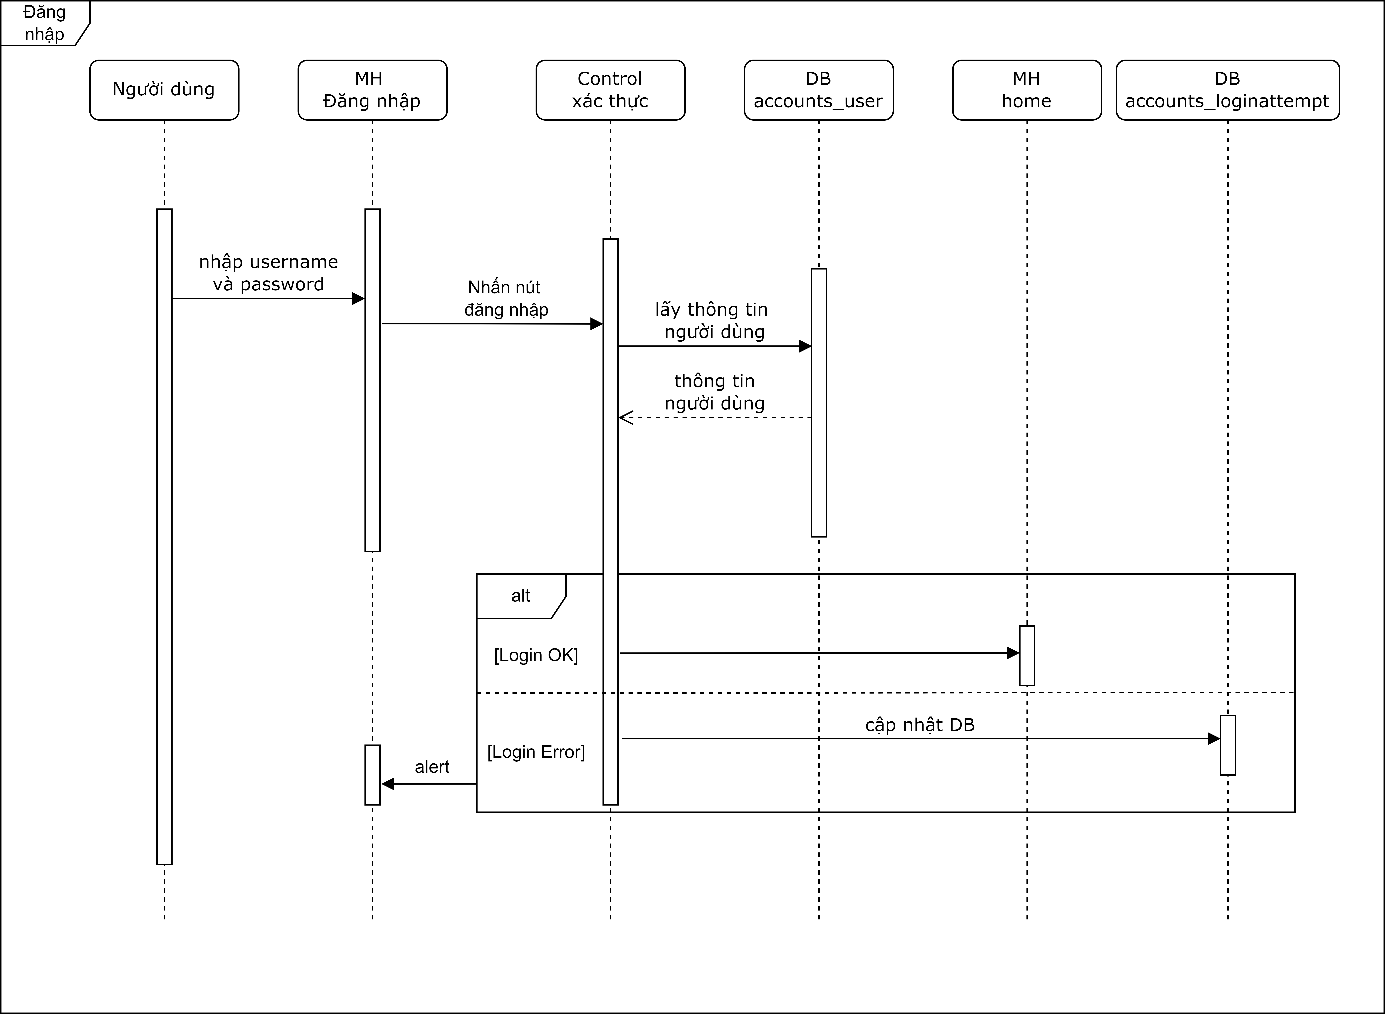 Đăng
nhập
Người dùng
MH
Đăng nhập
Control
xác thực
DB
accounts_user
MH
home
DB
accounts_loginattempt
nhập username
và password
Nhấn nút
đăng nhập
lấy thông tin
người dùng
thông tin
người dùng
alt
[Login OK]
cập nhật DB
[Login Error]
alert